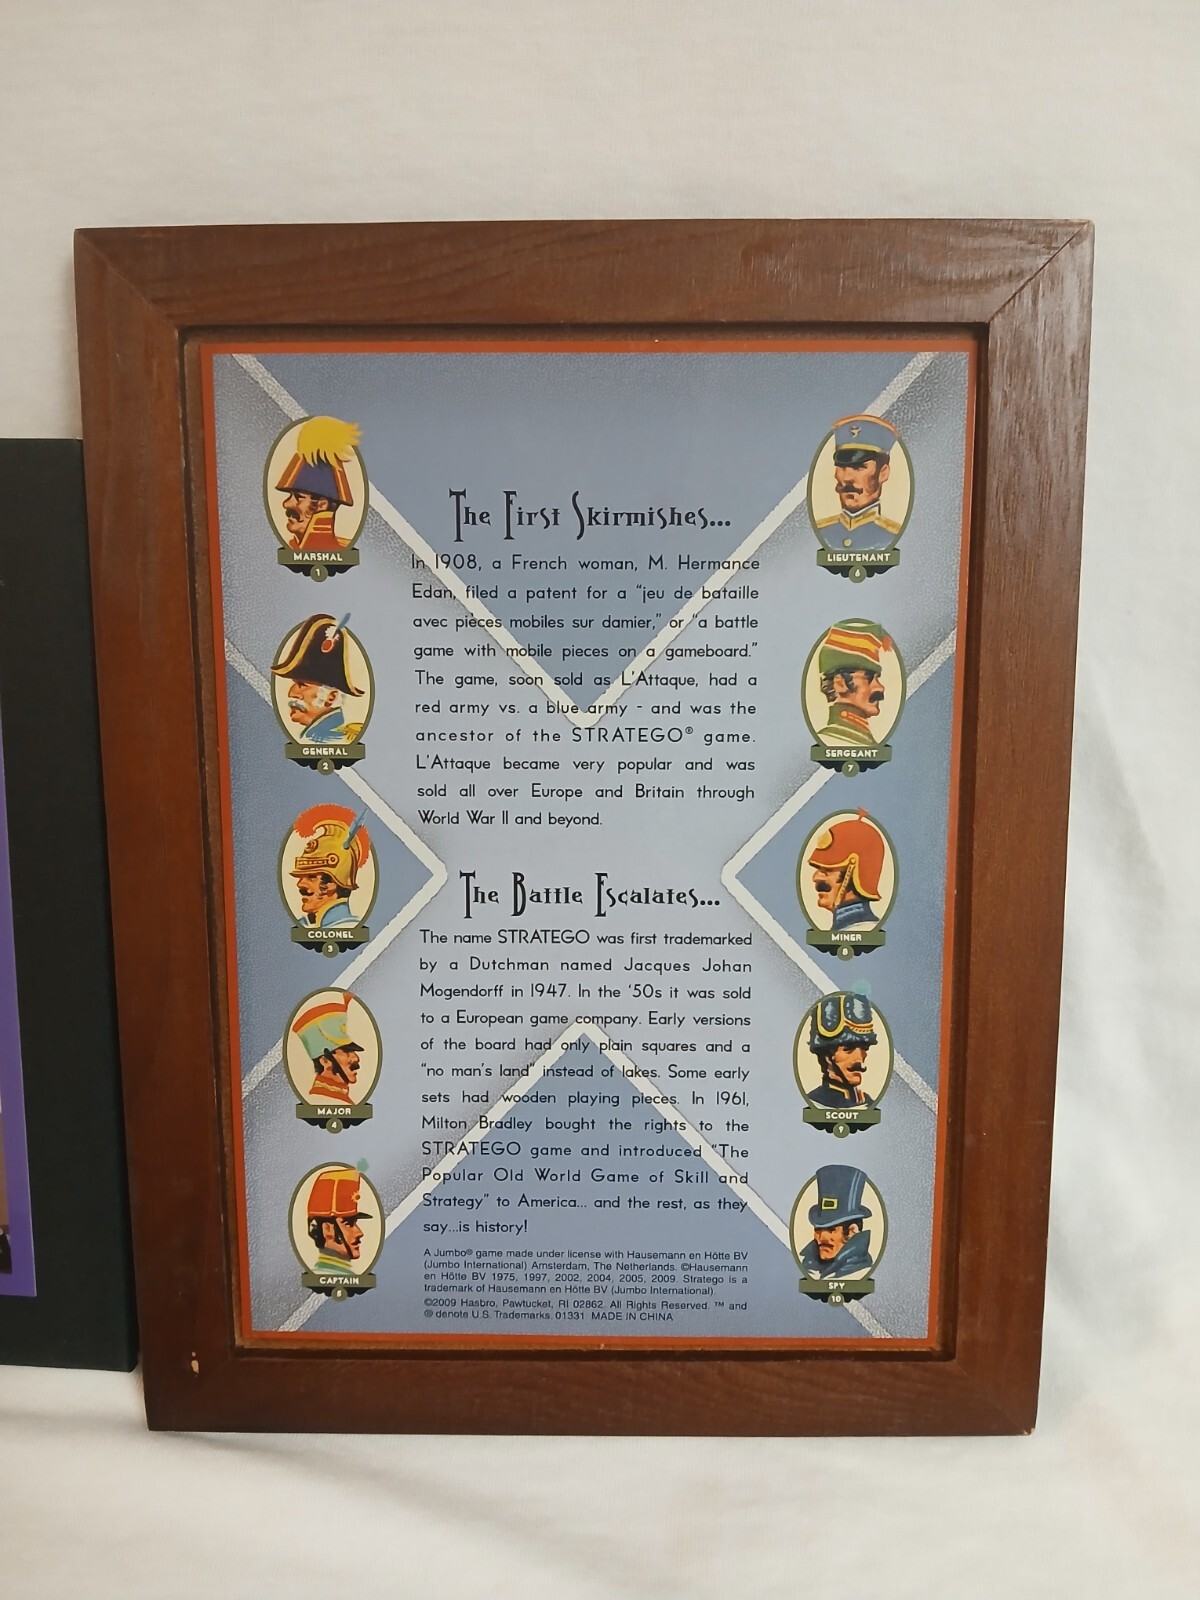 The First Skirmishes...
In 1908, a French woman, M. Hermance
Edan, filed a patent for a “jeu de bataille
avec pièces mobiles sur damier,” or “a battle
game with mobile pieces on a gameboard.”
The game, soon sold as L’Attaque, had a
red army vs. a blue army - and was the
ancestor of the STRATEGO® game.
L’Attaque became very popular and was
sold all over Europe and Britain through
World War II and beyond.
The Battle Escalates...
The name STRATEGO was first trademarked
by a Dutchman named Jacques Johan
Mogendorff in 1947. In the ‘50s it was sold
to a European game company. Early versions
of the board had only plain squares and a
“no man’s land” instead of lakes. Some early
sets had wooden playing pieces. In 1961,
Milton Bradley bought the rights to the
STRATEGO game and introduced “The
Popular Old World Game of Skill and
Strategy” to America... and the rest, as they
say...is history!
A Jumbo® game made under license with Hausemann en Hötte BV
(Jumbo International) Amsterdam, The Netherlands. ©Hausemann
en Hötte BV 1975, 1997, 2002, 2004, 2005, 2009. Stratego is a
trademark of Hausemann en Hötte BV (Jumbo International).
©2009 Hasbro, Pawtucket, RI 02862. All Rights Reserved. ™ and
® denote U.S. Trademarks. 01331 MADE IN CHINA
MARSHAL
1
GENERAL
2
COLONEL
3
MAJOR
4
CAPTAIN
5
LIEUTENANT
6
SERGEANT
7
MINER
8
SCOUT
9
SPY
10